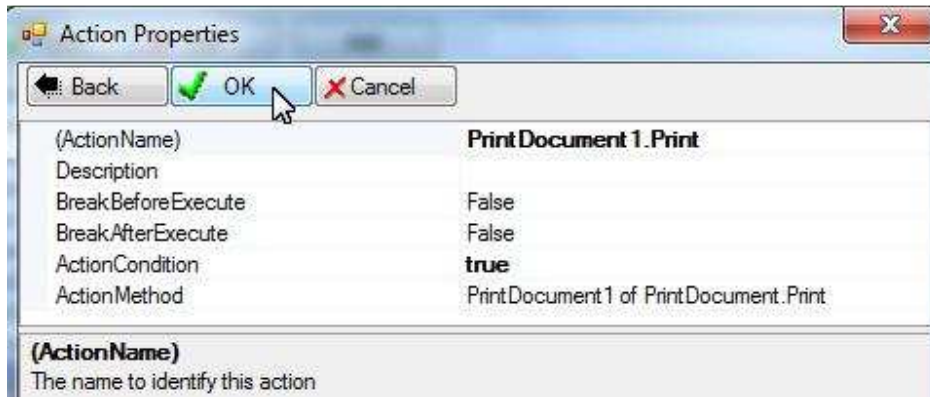 Action Properties
Back OK Cancel
(ActionName) PrintDocument1.Print
Description
BreakBeforeExecute False
BreakAfterExecute False
ActionCondition true
ActionMethod PrintDocument1 of PrintDocument.Print
(ActionName)
The name to identify this action